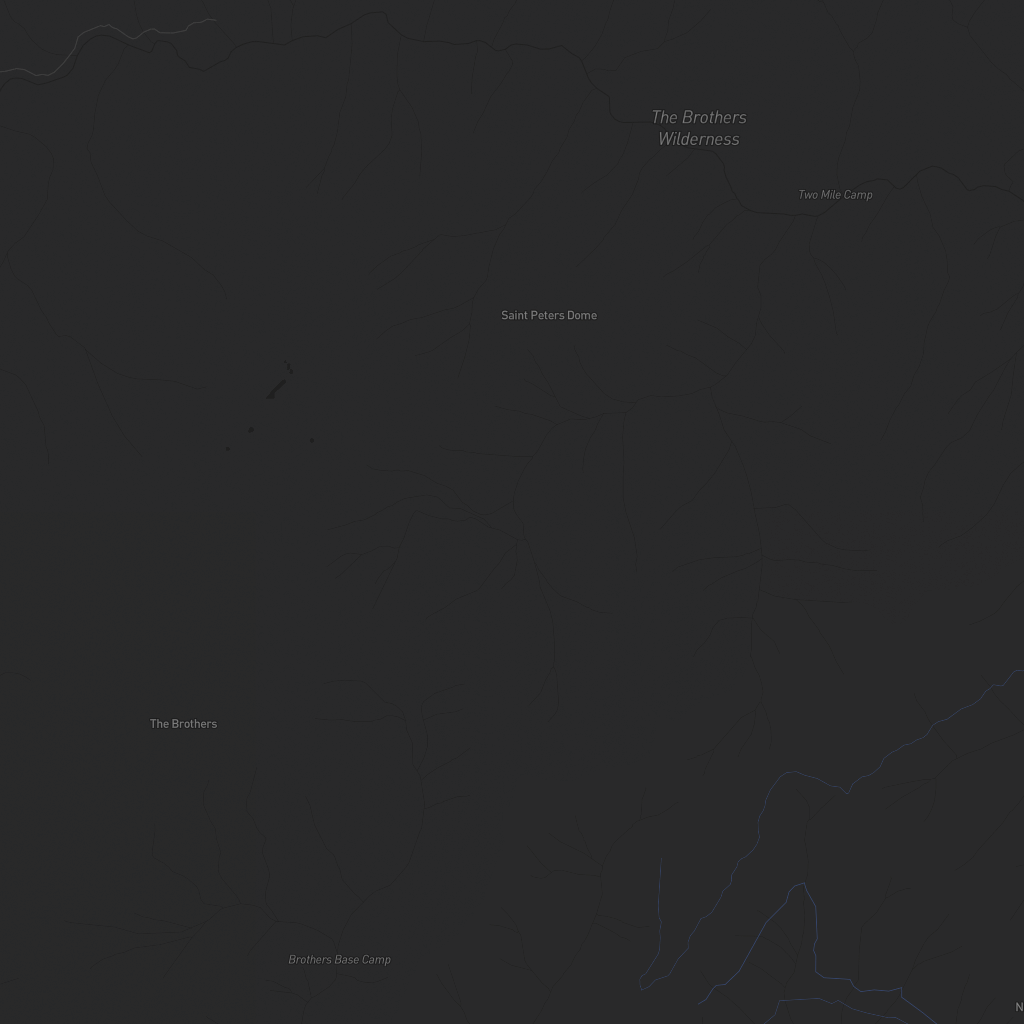 The Brothers
Wilderness
Two Mile Camp
Saint Peters Dome
The Brothers
Brothers Base Camp
N